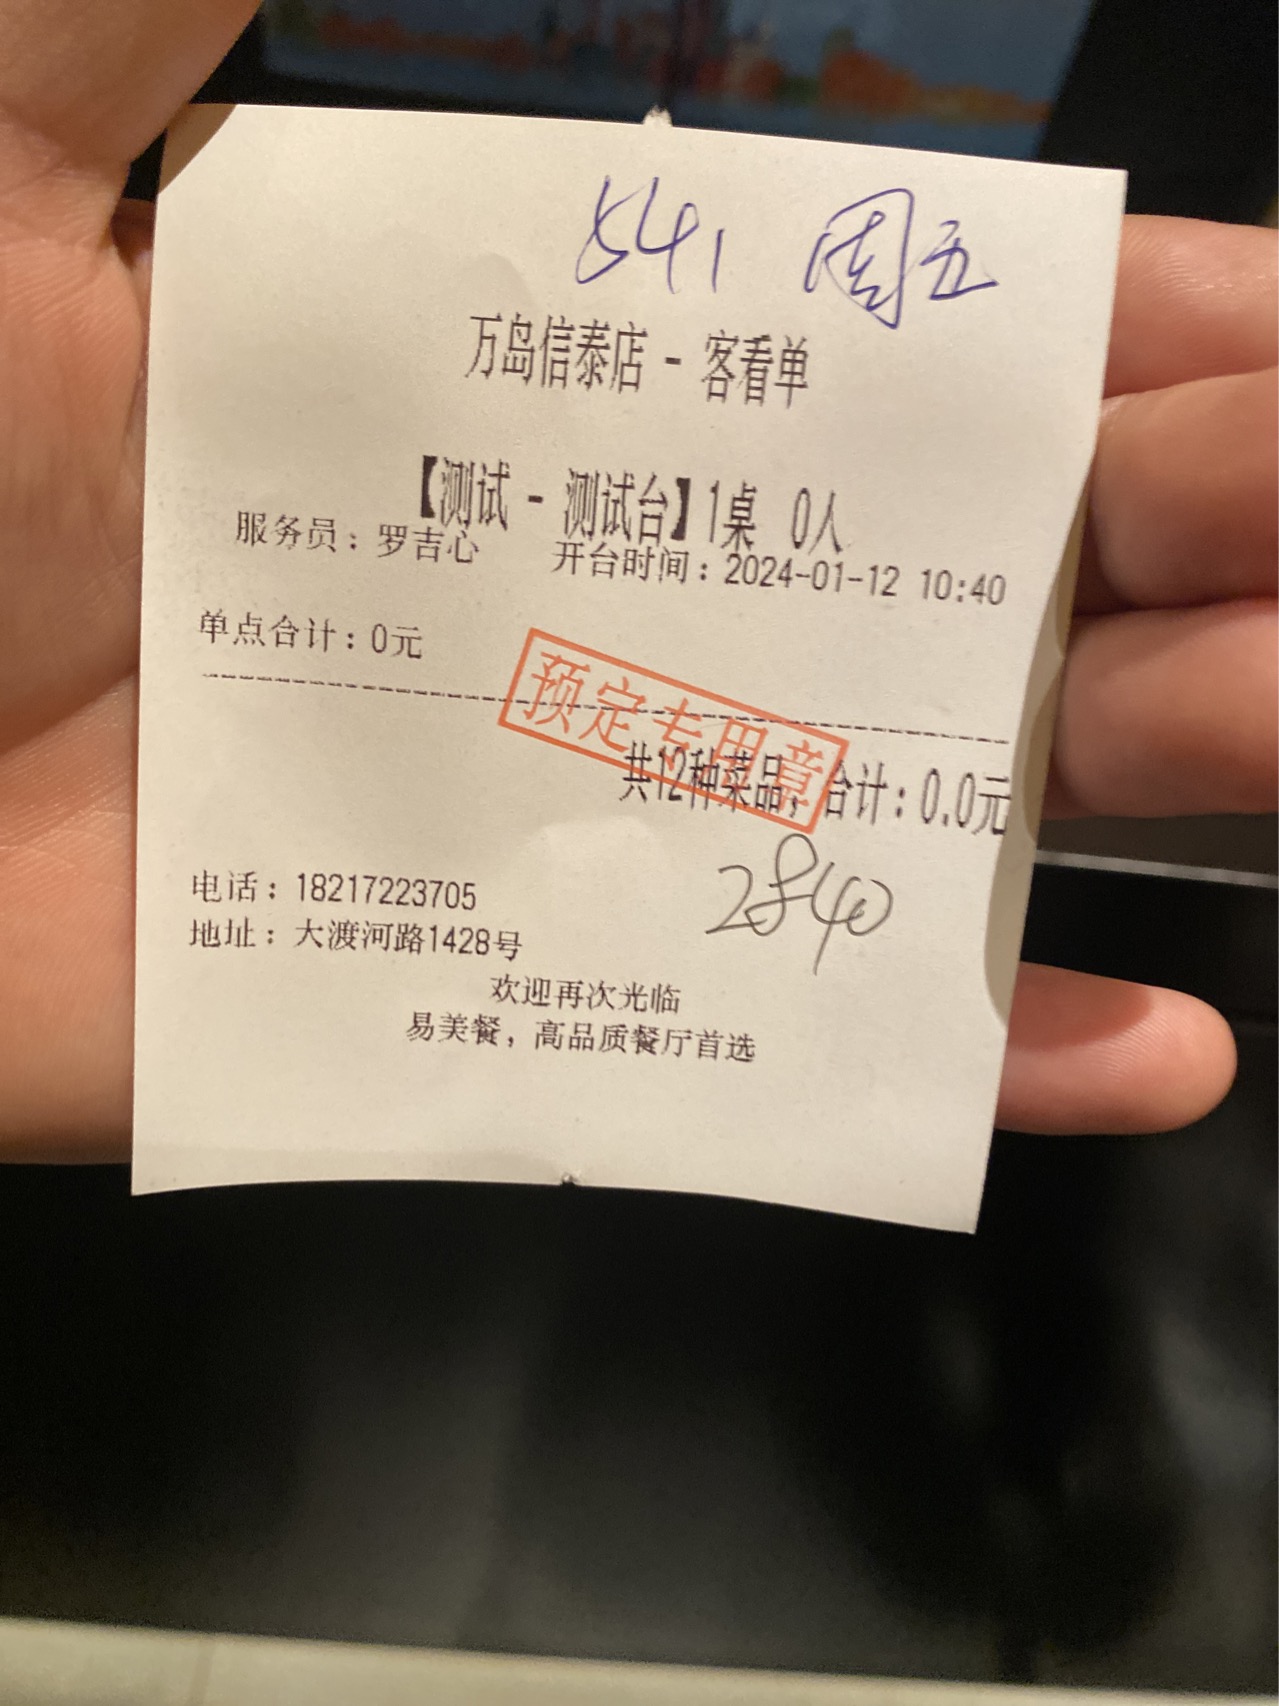 541 周五
万岛信泰店 - 客看单
【测试 - 测试台】1桌 0人
服务员：罗吉心 开台时间：2024-01-12 10:40
单点合计：0元
预定专用章
共12种菜品，合计：0.0元
2840
电话：18217223705
地址：大渡河路1428号
欢迎再次光临
易美餐，高品质餐厅首选